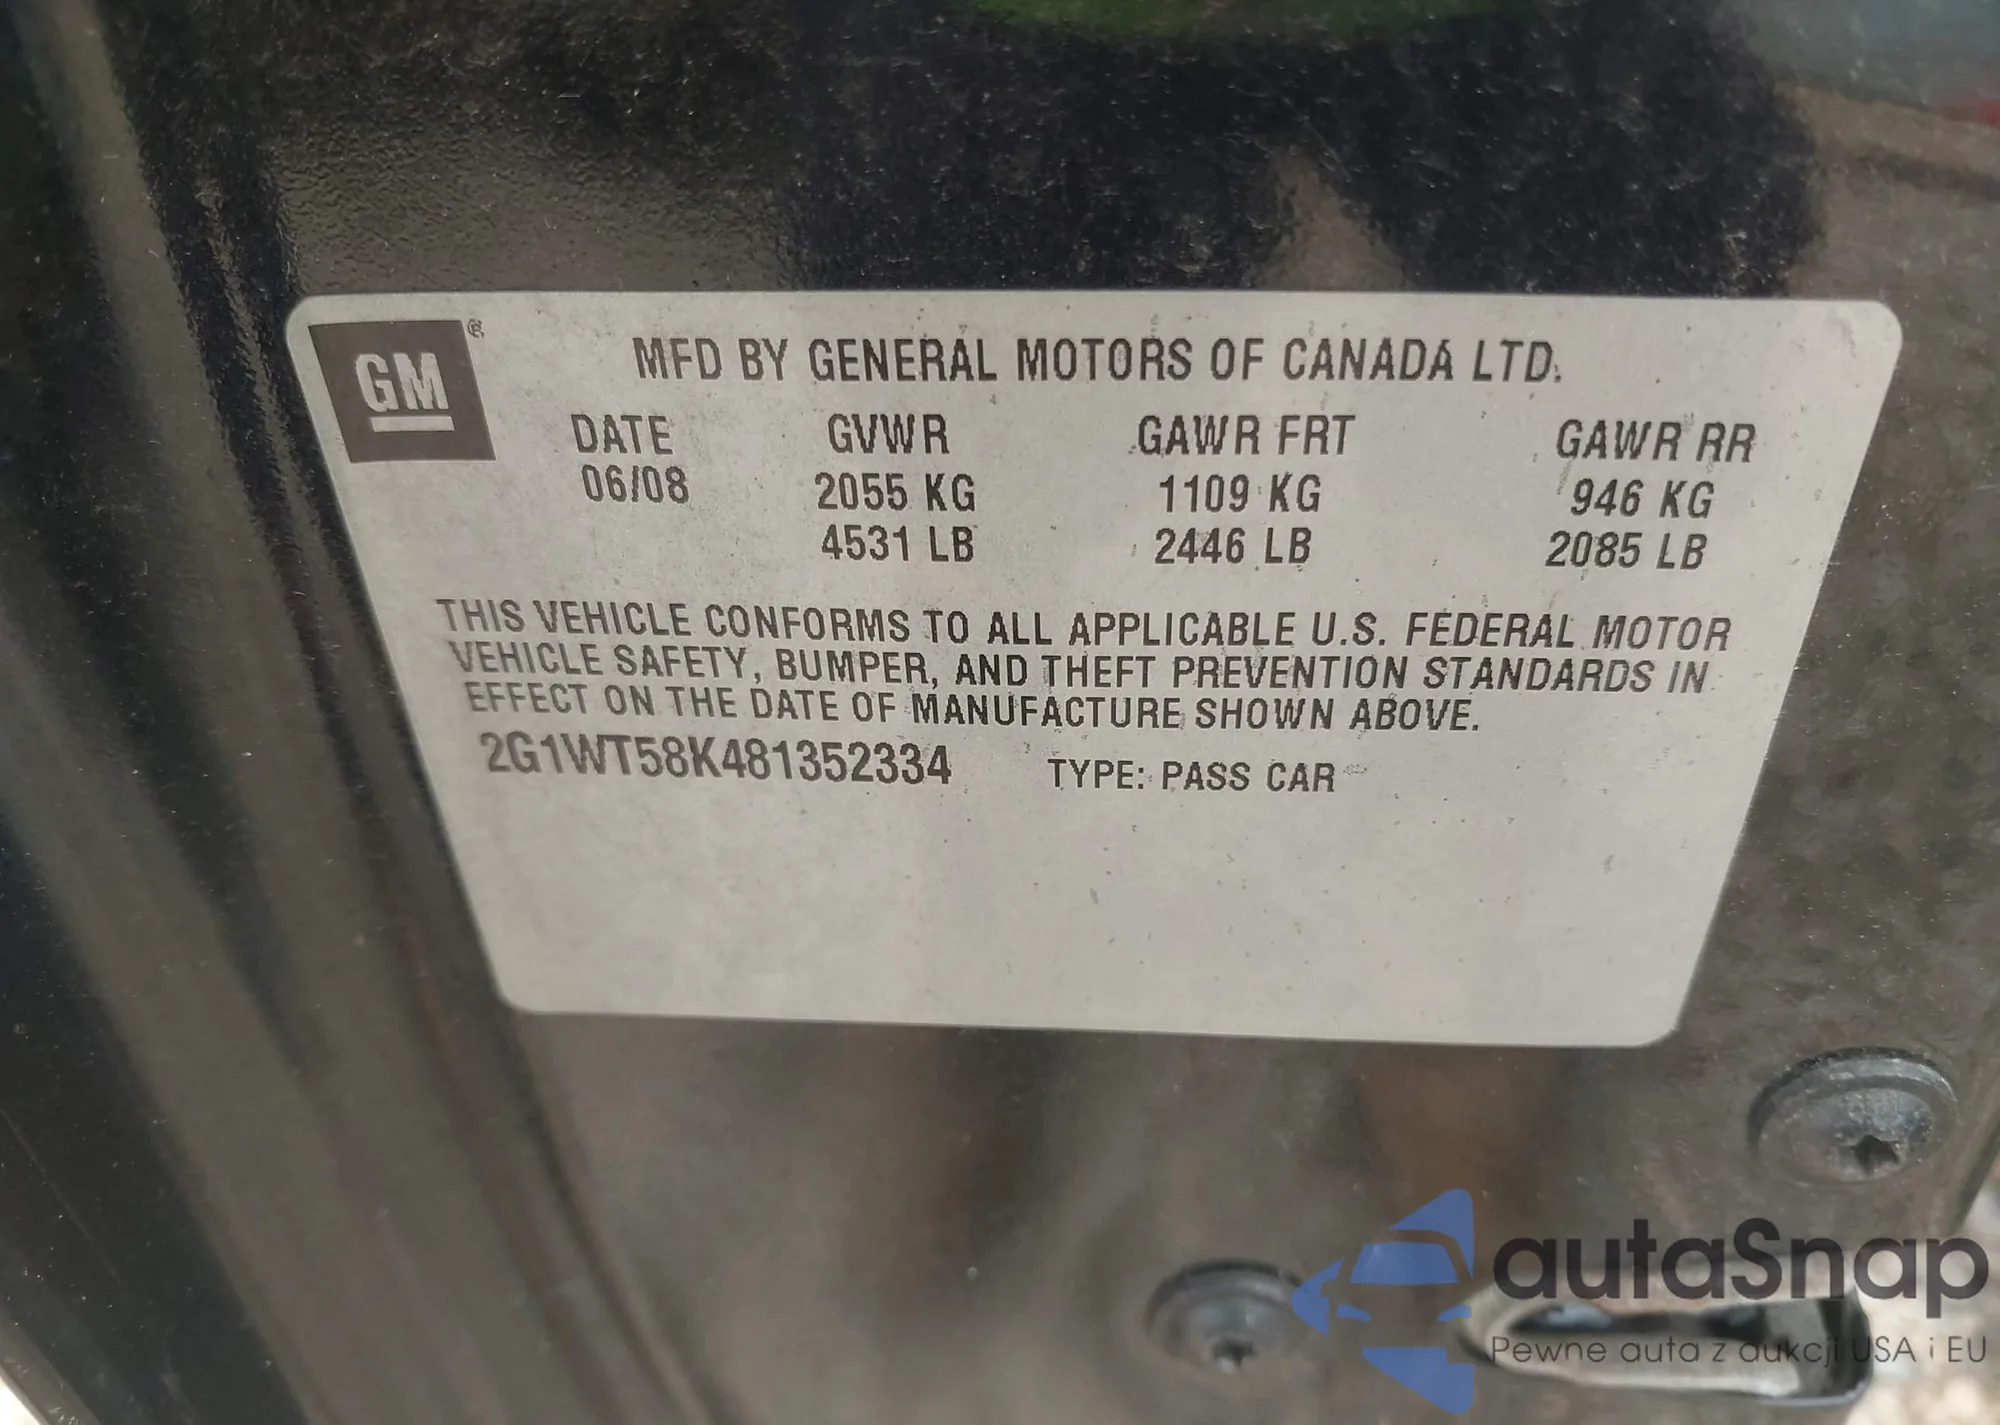 GM ®
MFD BY GENERAL MOTORS OF CANADA LTD.
DATE GVWR GAWR FRT GAWR RR
06/08 2055 KG 1109 KG 946 KG
4531 LB 2446 LB 2085 LB
THIS VEHICLE CONFORMS TO ALL APPLICABLE U.S. FEDERAL MOTOR
VEHICLE SAFETY, BUMPER, AND THEFT PREVENTION STANDARDS IN
EFFECT ON THE DATE OF MANUFACTURE SHOWN ABOVE.
2G1WT58K481352334 TYPE: PASS CAR
autaSnap
Pewne auta z aukcji USA i EU